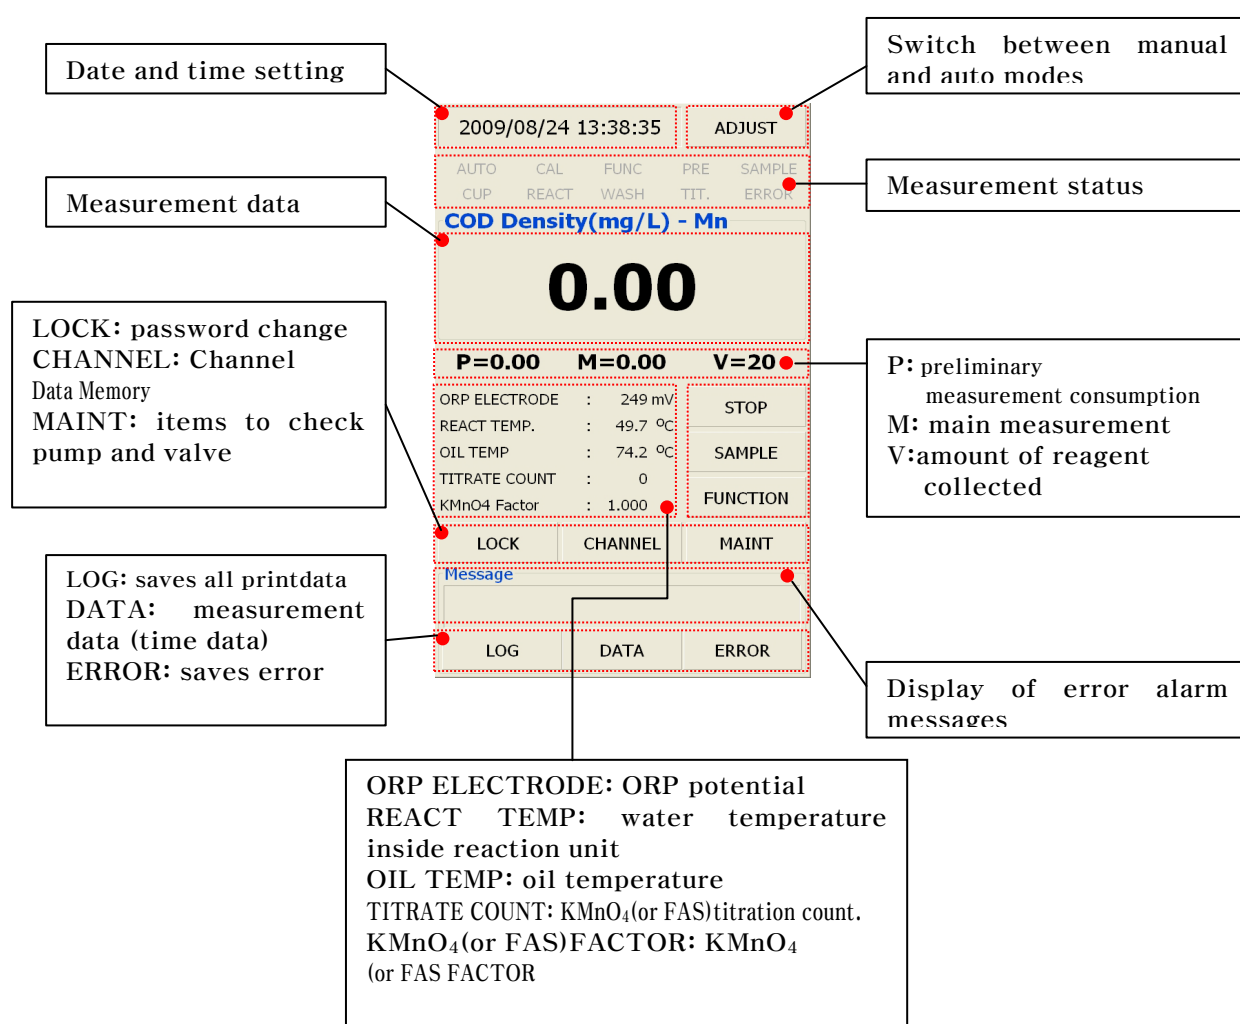 Date and time setting
Switch between manual
and auto modes
2009/08/24 13:38:35
ADJUST
AUTO CAL FUNC PRE SAMPLE
CUP REACT WASH TIT. ERROR
Measurement data
Measurement status
COD Density(mg/L) - Mn
0.00
P=0.00 M=0.00 V=20
LOCK: password change
CHANNEL: Channel
Data Memory
MAINT: items to check
pump and valve
P: preliminary
measurement consumption
M: main measurement
V:amount of reagent
collected
ORP ELECTRODE : 249 mV
REACT TEMP. : 49.7 ºC
OIL TEMP : 74.2 ºC
TITRATE COUNT : 0
KMnO4 Factor : 1.000
STOP
SAMPLE
FUNCTION
LOCK CHANNEL MAINT
Message
LOG DATA ERROR
LOG: saves all printdata
DATA: measurement
data (time data)
ERROR: saves error
Display of error alarm
messages
ORP ELECTRODE: ORP potential
REACT TEMP: water temperature
inside reaction unit
OIL TEMP: oil temperature
TITRATE COUNT: KMnO₄(or FAS)titration count.
KMnO₄(or FAS)FACTOR: KMnO₄
(or FAS FACTOR